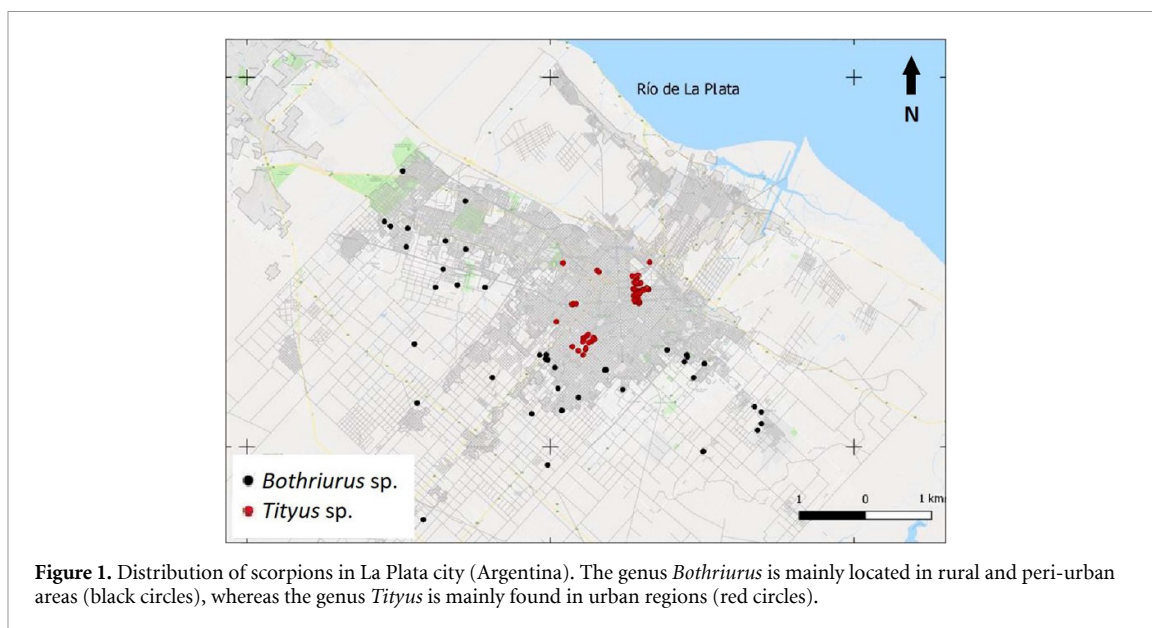 Río de La Plata
N
Bothriurus sp.
Tityus sp.
1 0 1 km
Figure 1. Distribution of scorpions in La Plata city (Argentina). The genus Bothriurus is mainly located in rural and peri-urban
areas (black circles), whereas the genus Tityus is mainly found in urban regions (red circles).